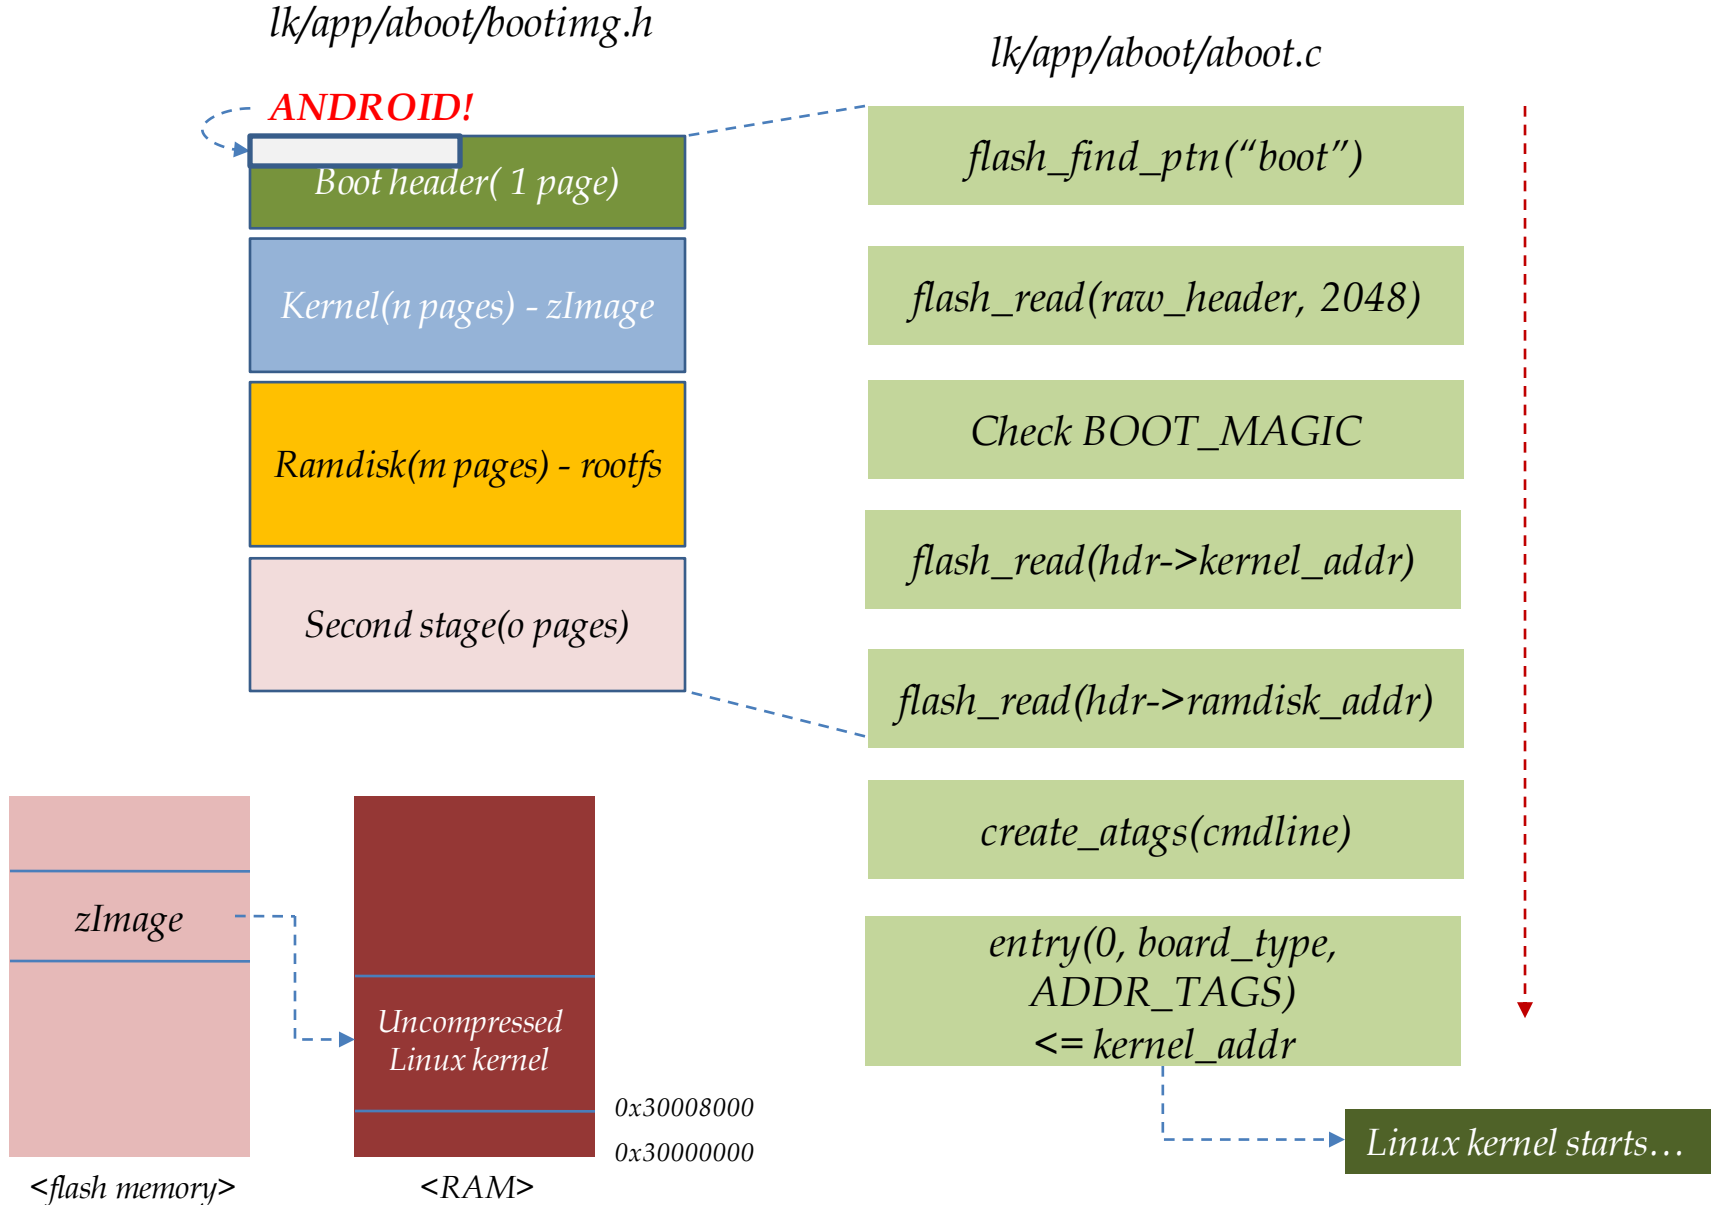 lk/app/aboot/bootimg.h
ANDROID!
Boot header( 1 page)
Kernel(n pages) - zImage
Ramdisk(m pages) - rootfs
Second stage(o pages)
lk/app/aboot/aboot.c
flash_find_ptn(“boot”)
flash_read(raw_header, 2048)
Check BOOT_MAGIC
flash_read(hdr->kernel_addr)
flash_read(hdr->ramdisk_addr)
create_atags(cmdline)
entry(0, board_type,
ADDR_TAGS)
<= kernel_addr
Linux kernel starts…
zImage
<flash memory>
Uncompressed
Linux kernel
0x30008000
0x30000000
<RAM>